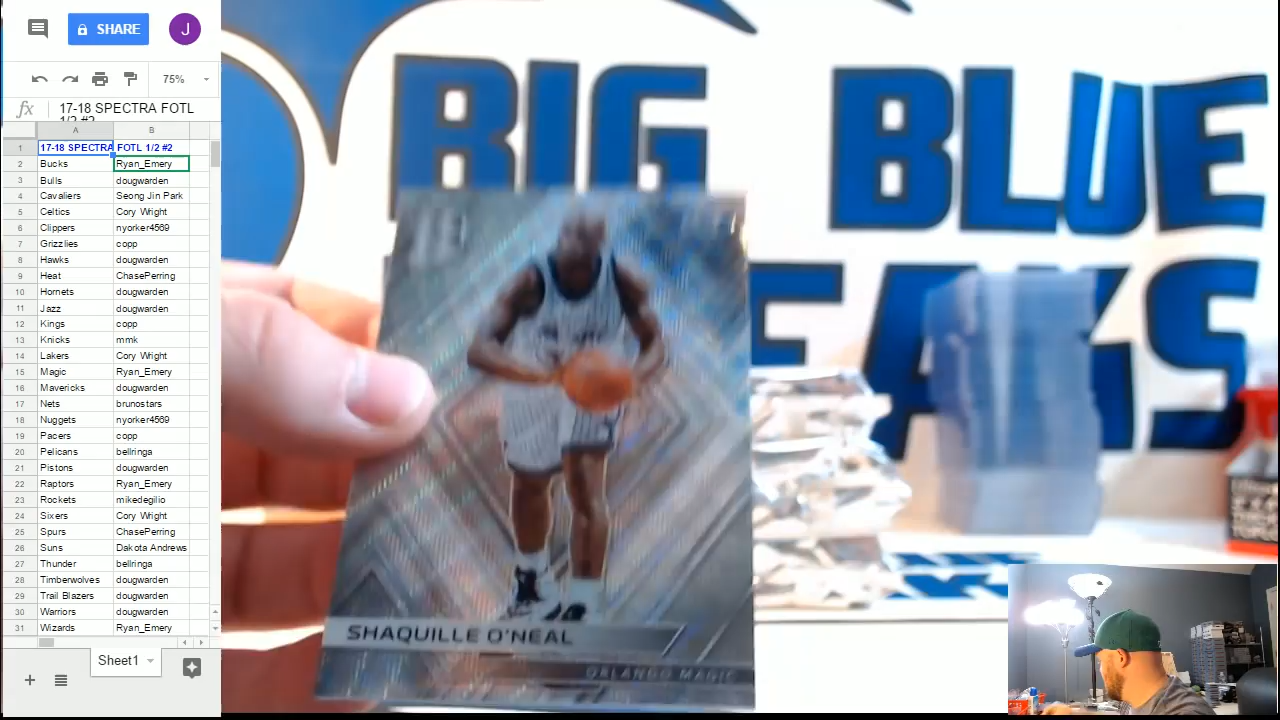 SHARE
J
75%
fx
17-18 SPECTRA FOTL
1/2 #2
A B
1 17-18 SPECTRA FOTL 1/2 #2
2 Bucks Ryan_Emery
3 Bulls dougwarden
4 Cavaliers Seong Jin Park
5 Celtics Cory Wright
6 Clippers nyorker4569
7 Grizzlies copp
8 Hawks dougwarden
9 Heat ChasePerring
10 Hornets dougwarden
11 Jazz dougwarden
12 Kings copp
13 Knicks mmk
14 Lakers Cory Wright
15 Magic Ryan_Emery
16 Mavericks dougwarden
17 Nets brunostars
18 Nuggets nyorker4569
19 Pacers copp
20 Pelicans bellringa
21 Pistons dougwarden
22 Raptors Ryan_Emery
23 Rockets mikedegilio
24 Sixers Cory Wright
25 Spurs ChasePerring
26 Suns Dakota Andrews
27 Thunder bellringa
28 Timberwolves dougwarden
29 Trail Blazers dougwarden
30 Warriors dougwarden
31 Wizards Ryan_Emery
Sheet1
BIG BLUE
EAKS
SHAQUILLE O'NEAL
ORLANDO MAGIC